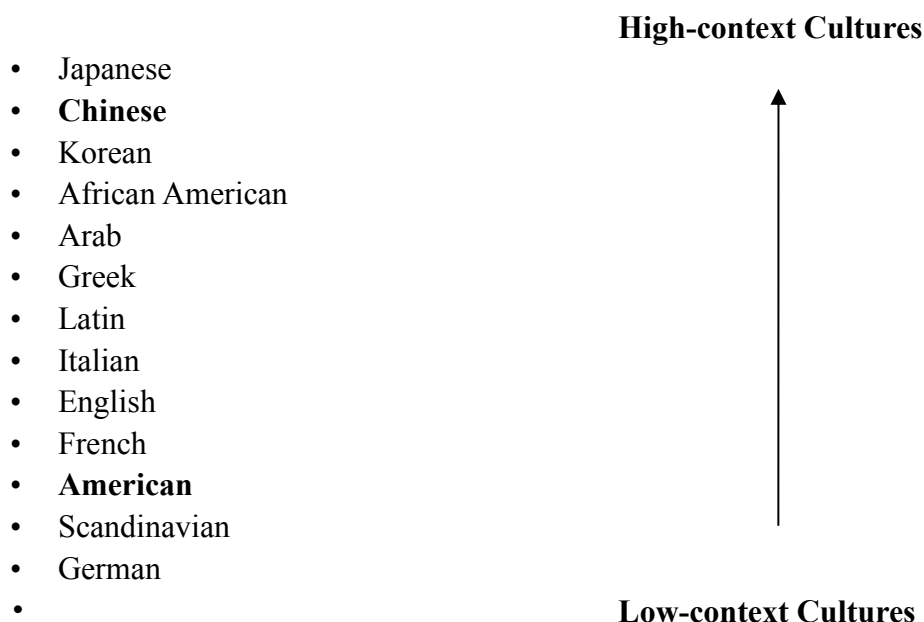 High-context Cultures
• Japanese
• Chinese
• Korean
• African American
• Arab
• Greek
• Latin
• Italian
• English
• French
• American
• Scandinavian
• German
•
Low-context Cultures